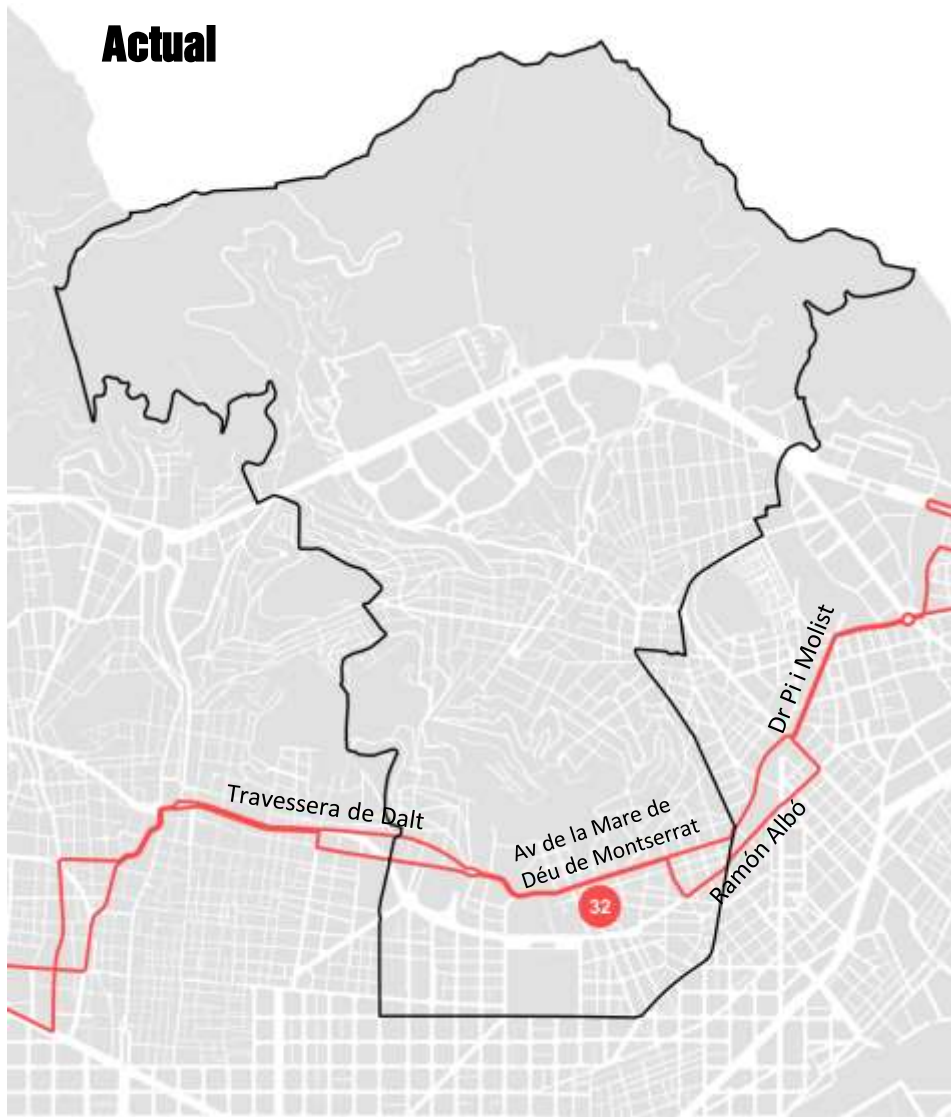 Actual
Dr Pi i Molist
Travessera de Dalt
Av de la Mare de
Déu de Montserrat
Ramón Albó
32